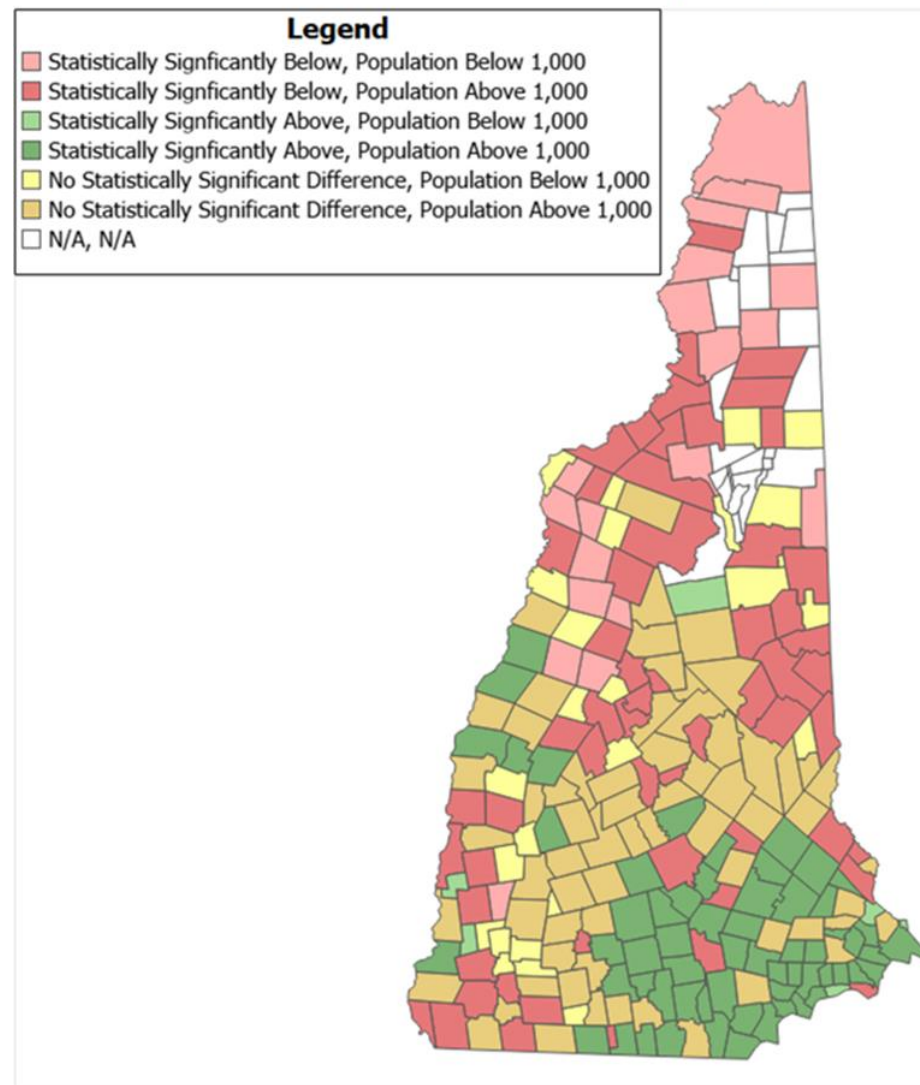 Legend
Statistically Signficantly Below, Population Below 1,000
Statistically Signficantly Below, Population Above 1,000
Statistically Signficantly Above, Population Below 1,000
Statistically Signficantly Above, Population Above 1,000
No Statistically Significant Difference, Population Below 1,000
No Statistically Significant Difference, Population Above 1,000
N/A, N/A